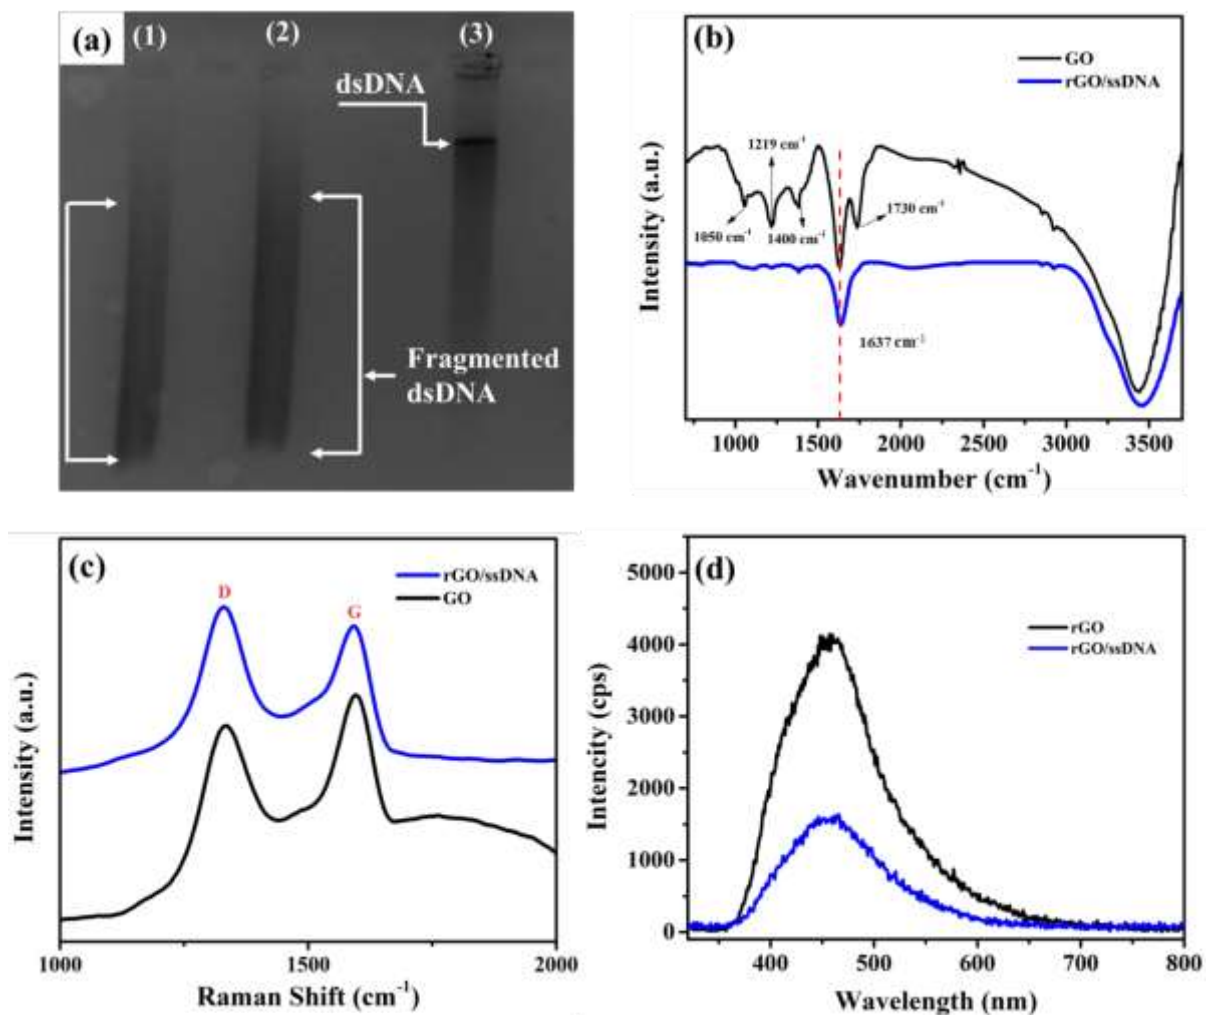 (a)
(1)
(2)
(3)
dsDNA
Fragmented
dsDNA
(b)
GO
rGO/ssDNA
1219 cm⁻¹
1050 cm⁻¹
1400 cm⁻¹
1730 cm⁻¹
1637 cm⁻¹
Intensity (a.u.)
1000 1500 2000 2500 3000 3500
Wavenumber (cm⁻¹)
(c)
rGO/ssDNA
GO
D
G
Intensity (a.u.)
1000 1500 2000
Raman Shift (cm⁻¹)
(d)
rGO
rGO/ssDNA
Intencity (cps)
5000
4000
3000
2000
1000
0
400 500 600 700 800
Wavelength (nm)